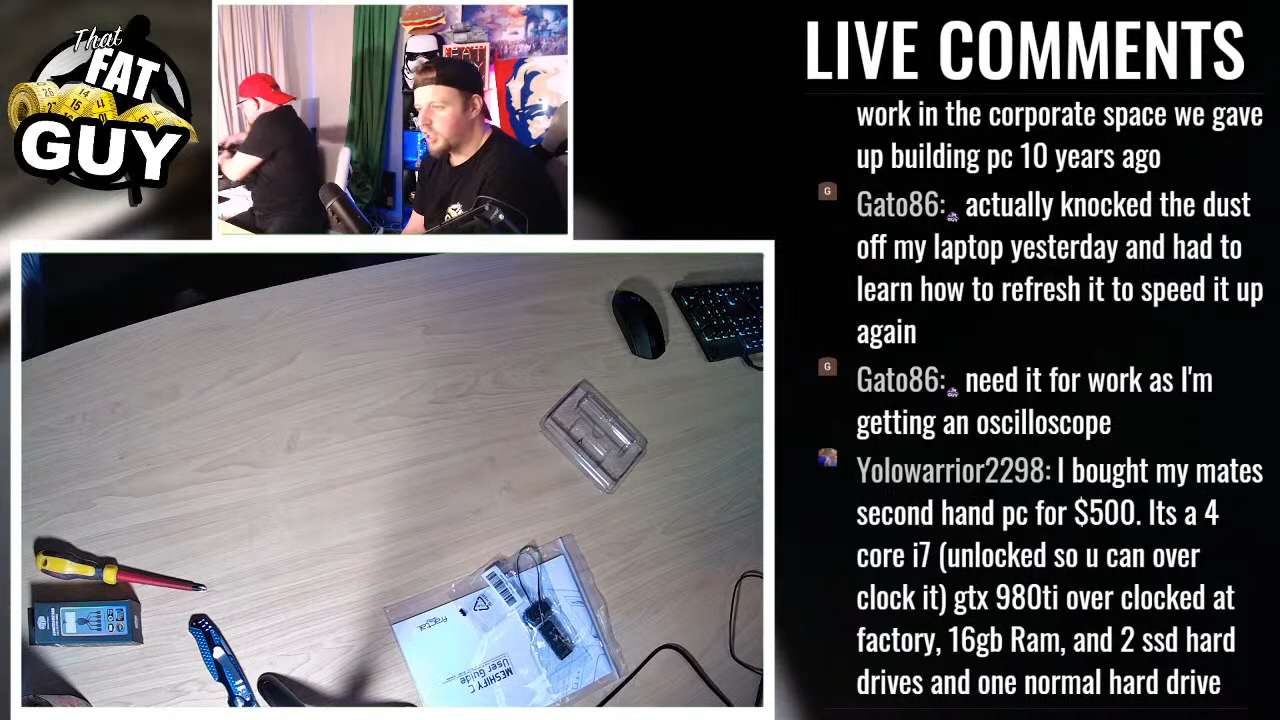 That
FAT
GUY
LIVE COMMENTS
work in the corporate space we gave
up building pc 10 years ago
G
Gato86: actually knocked the dust
off my laptop yesterday and had to
learn how to refresh it to speed it up
again
G
Gato86: need it for work as I'm
getting an oscilloscope
Yolowarrior2298: I bought my mates
second hand pc for $500. Its a 4
core i7 (unlocked so u can over
clock it) gtx 980ti over clocked at
factory, 16gb Ram, and 2 ssd hard
drives and one normal hard drive
fractal
MESHIFY C
User Guide